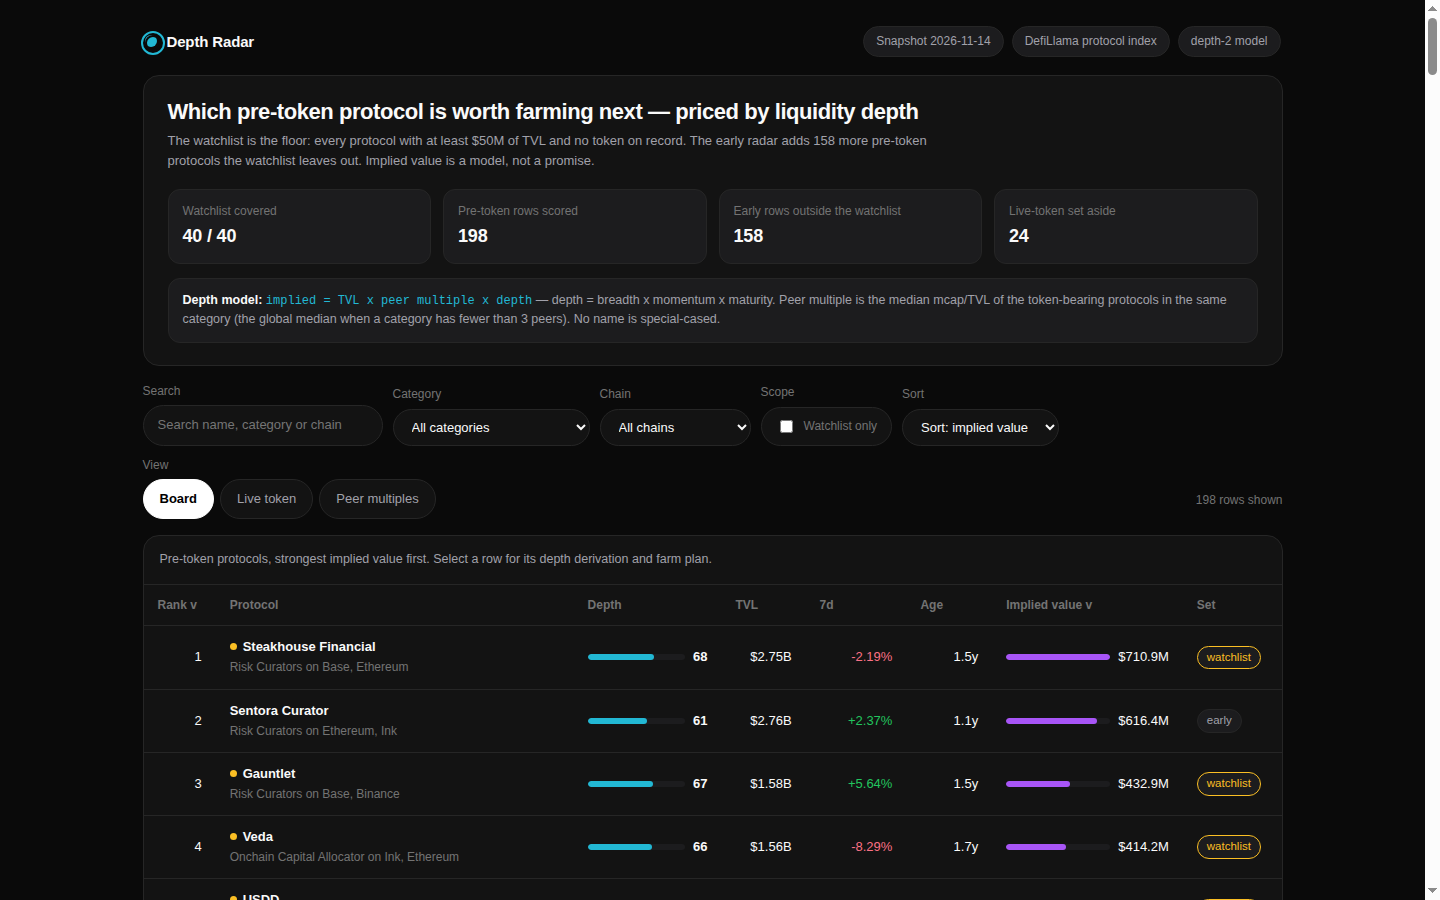 Depth Radar
Snapshot 2026-11-14
DefiLlama protocol index
depth-2 model
Which pre-token protocol is worth farming next — priced by liquidity depth
The watchlist is the floor: every protocol with at least $50M of TVL and no token on record. The early radar adds 158 more pre-token
protocols the watchlist leaves out. Implied value is a model, not a promise.
Watchlist covered
40 / 40
Pre-token rows scored
198
Early rows outside the watchlist
158
Live-token set aside
24
Depth model: implied = TVL x peer multiple x depth — depth = breadth x momentum x maturity. Peer multiple is the median mcap/TVL of the token-bearing protocols in the same
category (the global median when a category has fewer than 3 peers). No name is special-cased.
Search
Search name, category or chain
Category
All categories
Chain
All chains
Scope
Watchlist only
Sort
Sort: implied value
View
Board
Live token
Peer multiples
198 rows shown
Pre-token protocols, strongest implied value first. Select a row for its depth derivation and farm plan.
Rank v Protocol Depth TVL 7d Age Implied value v Set
1 Steakhouse Financial 68 $2.75B -2.19% 1.5y $710.9M watchlist
Risk Curators on Base, Ethereum
2 Sentora Curator 61 $2.76B +2.37% 1.1y $616.4M early
Risk Curators on Ethereum, Ink
3 Gauntlet 67 $1.58B +5.64% 1.5y $432.9M watchlist
Risk Curators on Base, Binance
4 Veda 66 $1.56B -8.29% 1.7y $414.2M watchlist
Onchain Capital Allocator on Ink, Ethereum
USDD